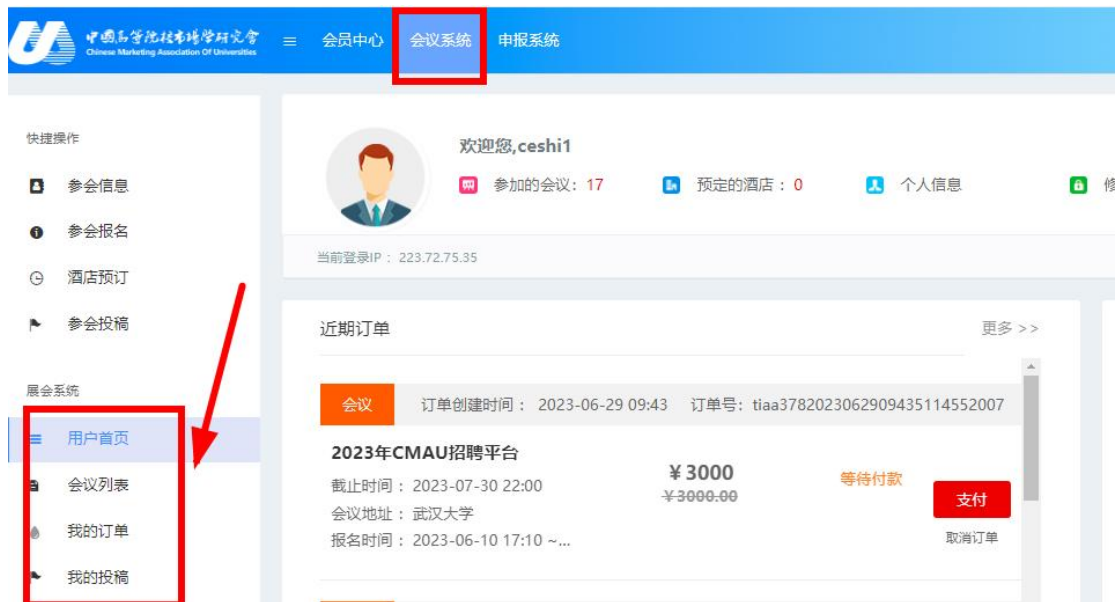 中國高等院校市場學研究會
Chinese Marketing Association Of Universities
会员中心 会议系统 申报系统
快捷操作
参会信息
参会报名
酒店预订
参会投稿
展会系统
用户首页
会议列表
我的订单
我的投稿
欢迎您,ceshi1
参加的会议: 17 预定的酒店 : 0 个人信息 修
当前登录IP : 223.72.75.35
近期订单 更多 >>
会议 订单创建时间 : 2023-06-29 09:43 订单号: tiaa3782023062909435114552007
2023年CMAU招聘平台
截止时间 : 2023-07-30 22:00
会议地址 : 武汉大学
报名时间 : 2023-06-10 17:10 ~...
¥3000
¥3000.00
等待付款
支付
取消订单